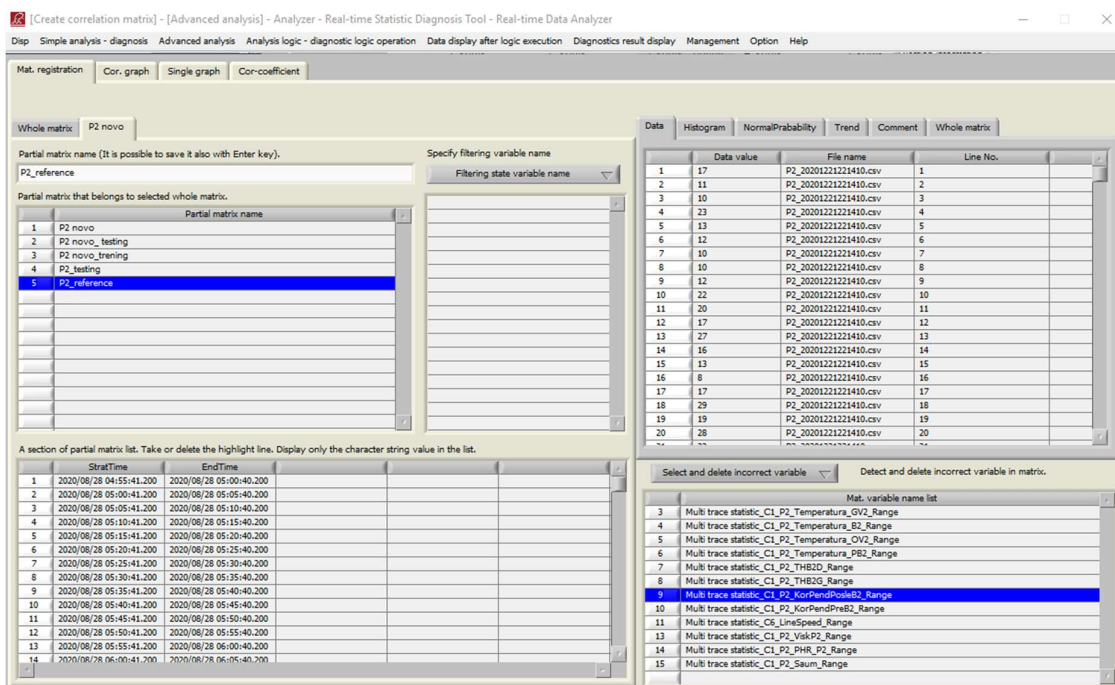 [Create correlation matrix] - [Advanced analysis] - Analyzer - Real-time Statistic Diagnosis Tool - Real-time Data Analyzer
Disp Simple analysis - diagnosis Advanced analysis Analysis logic - diagnostic logic operation Data display after logic execution Diagnostics result display Management Option Help
Mat. registration Cor. graph Single graph Cor-coefficient
Whole matrix P2 novo
Partial matrix name (It is possible to save it also with Enter key).
P2_reference
Specify filtering variable name
Filtering state variable name
Partial matrix that belongs to selected whole matrix.
Partial matrix name
1 P2 novo
2 P2 novo_ testing
3 P2 novo_trening
4 P2_testing
5 P2_reference
A section of partial matrix list. Take or delete the highlight line. Display only the character string value in the list.
StratTime EndTime
1 2020/08/28 04:55:41.200 2020/08/28 05:00:40.200
2 2020/08/28 05:00:41.200 2020/08/28 05:05:40.200
3 2020/08/28 05:05:41.200 2020/08/28 05:10:40.200
4 2020/08/28 05:10:41.200 2020/08/28 05:15:40.200
5 2020/08/28 05:15:41.200 2020/08/28 05:20:40.200
6 2020/08/28 05:20:41.200 2020/08/28 05:25:40.200
7 2020/08/28 05:25:41.200 2020/08/28 05:30:40.200
8 2020/08/28 05:30:41.200 2020/08/28 05:35:40.200
9 2020/08/28 05:35:41.200 2020/08/28 05:40:40.200
10 2020/08/28 05:40:41.200 2020/08/28 05:45:40.200
11 2020/08/28 05:45:41.200 2020/08/28 05:50:40.200
12 2020/08/28 05:50:41.200 2020/08/28 05:55:40.200
13 2020/08/28 05:55:41.200 2020/08/28 06:00:40.200
14 2020/08/28 06:00:41.200 2020/08/28 06:05:40.200
Data Histogram NormalPrabability Trend Comment Whole matrix
Data value File name Line No.
1 17 P2_20201221221410.csv 1
2 11 P2_20201221221410.csv 2
3 10 P2_20201221221410.csv 3
4 23 P2_20201221221410.csv 4
5 13 P2_20201221221410.csv 5
6 12 P2_20201221221410.csv 6
7 10 P2_20201221221410.csv 7
8 10 P2_20201221221410.csv 8
9 12 P2_20201221221410.csv 9
10 22 P2_20201221221410.csv 10
11 20 P2_20201221221410.csv 11
12 17 P2_20201221221410.csv 12
13 27 P2_20201221221410.csv 13
14 16 P2_20201221221410.csv 14
15 13 P2_20201221221410.csv 15
16 8 P2_20201221221410.csv 16
17 17 P2_20201221221410.csv 17
18 29 P2_20201221221410.csv 18
19 19 P2_20201221221410.csv 19
20 28 P2_20201221221410.csv 20
Select and delete incorrect variable Detect and delete incorrect variable in matrix.
Mat. variable name list
3 Multi trace statistic_C1_P2_Temperatura_GV2_Range
4 Multi trace statistic_C1_P2_Temperatura_B2_Range
5 Multi trace statistic_C1_P2_Temperatura_OV2_Range
6 Multi trace statistic_C1_P2_Temperatura_PB2_Range
7 Multi trace statistic_C1_P2_THB2D_Range
8 Multi trace statistic_C1_P2_THB2G_Range
9 Multi trace statistic_C1_P2_KorPendPosleB2_Range
10 Multi trace statistic_C1_P2_KorPendPreB2_Range
11 Multi trace statistic_C6_LineSpeed_Range
13 Multi trace statistic_C1_P2_ViskP2_Range
14 Multi trace statistic_C1_P2_PHR_P2_Range
15 Multi trace statistic_C1_P2_Saum_Range